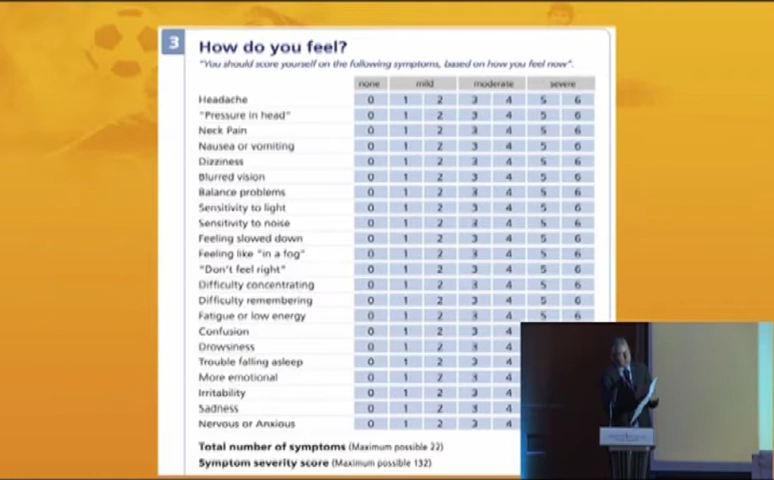 3 How do you feel?
"You should score yourself on the following symptoms, based on how you feel now".
none mild moderate severe
Headache 0 1 2 3 4 5 6
"Pressure in head" 0 1 2 3 4 5 6
Neck Pain 0 1 2 3 4 5 6
Nausea or vomiting 0 1 2 3 4 5 6
Dizziness 0 1 2 3 4 5 6
Blurred vision 0 1 2 3 4 5 6
Balance problems 0 1 2 3 4 5 6
Sensitivity to light 0 1 2 3 4 5 6
Sensitivity to noise 0 1 2 3 4 5 6
Feeling slowed down 0 1 2 3 4 5 6
Feeling like "in a fog" 0 1 2 3 4 5 6
"Don't feel right" 0 1 2 3 4 5 6
Difficulty concentrating 0 1 2 3 4 5 6
Difficulty remembering 0 1 2 3 4 5 6
Fatigue or low energy 0 1 2 3 4 5 6
Confusion 0 1 2 3 4
Drowsiness 0 1 2 3 4
Trouble falling asleep 0 1 2 3 4
More emotional 0 1 2 3 4
Irritability 0 1 2 3 4
Sadness 0 1 2 3 4
Nervous or Anxious 0 1 2 3 4
Total number of symptoms (Maximum possible 22)
Symptom severity score (Maximum possible 132)